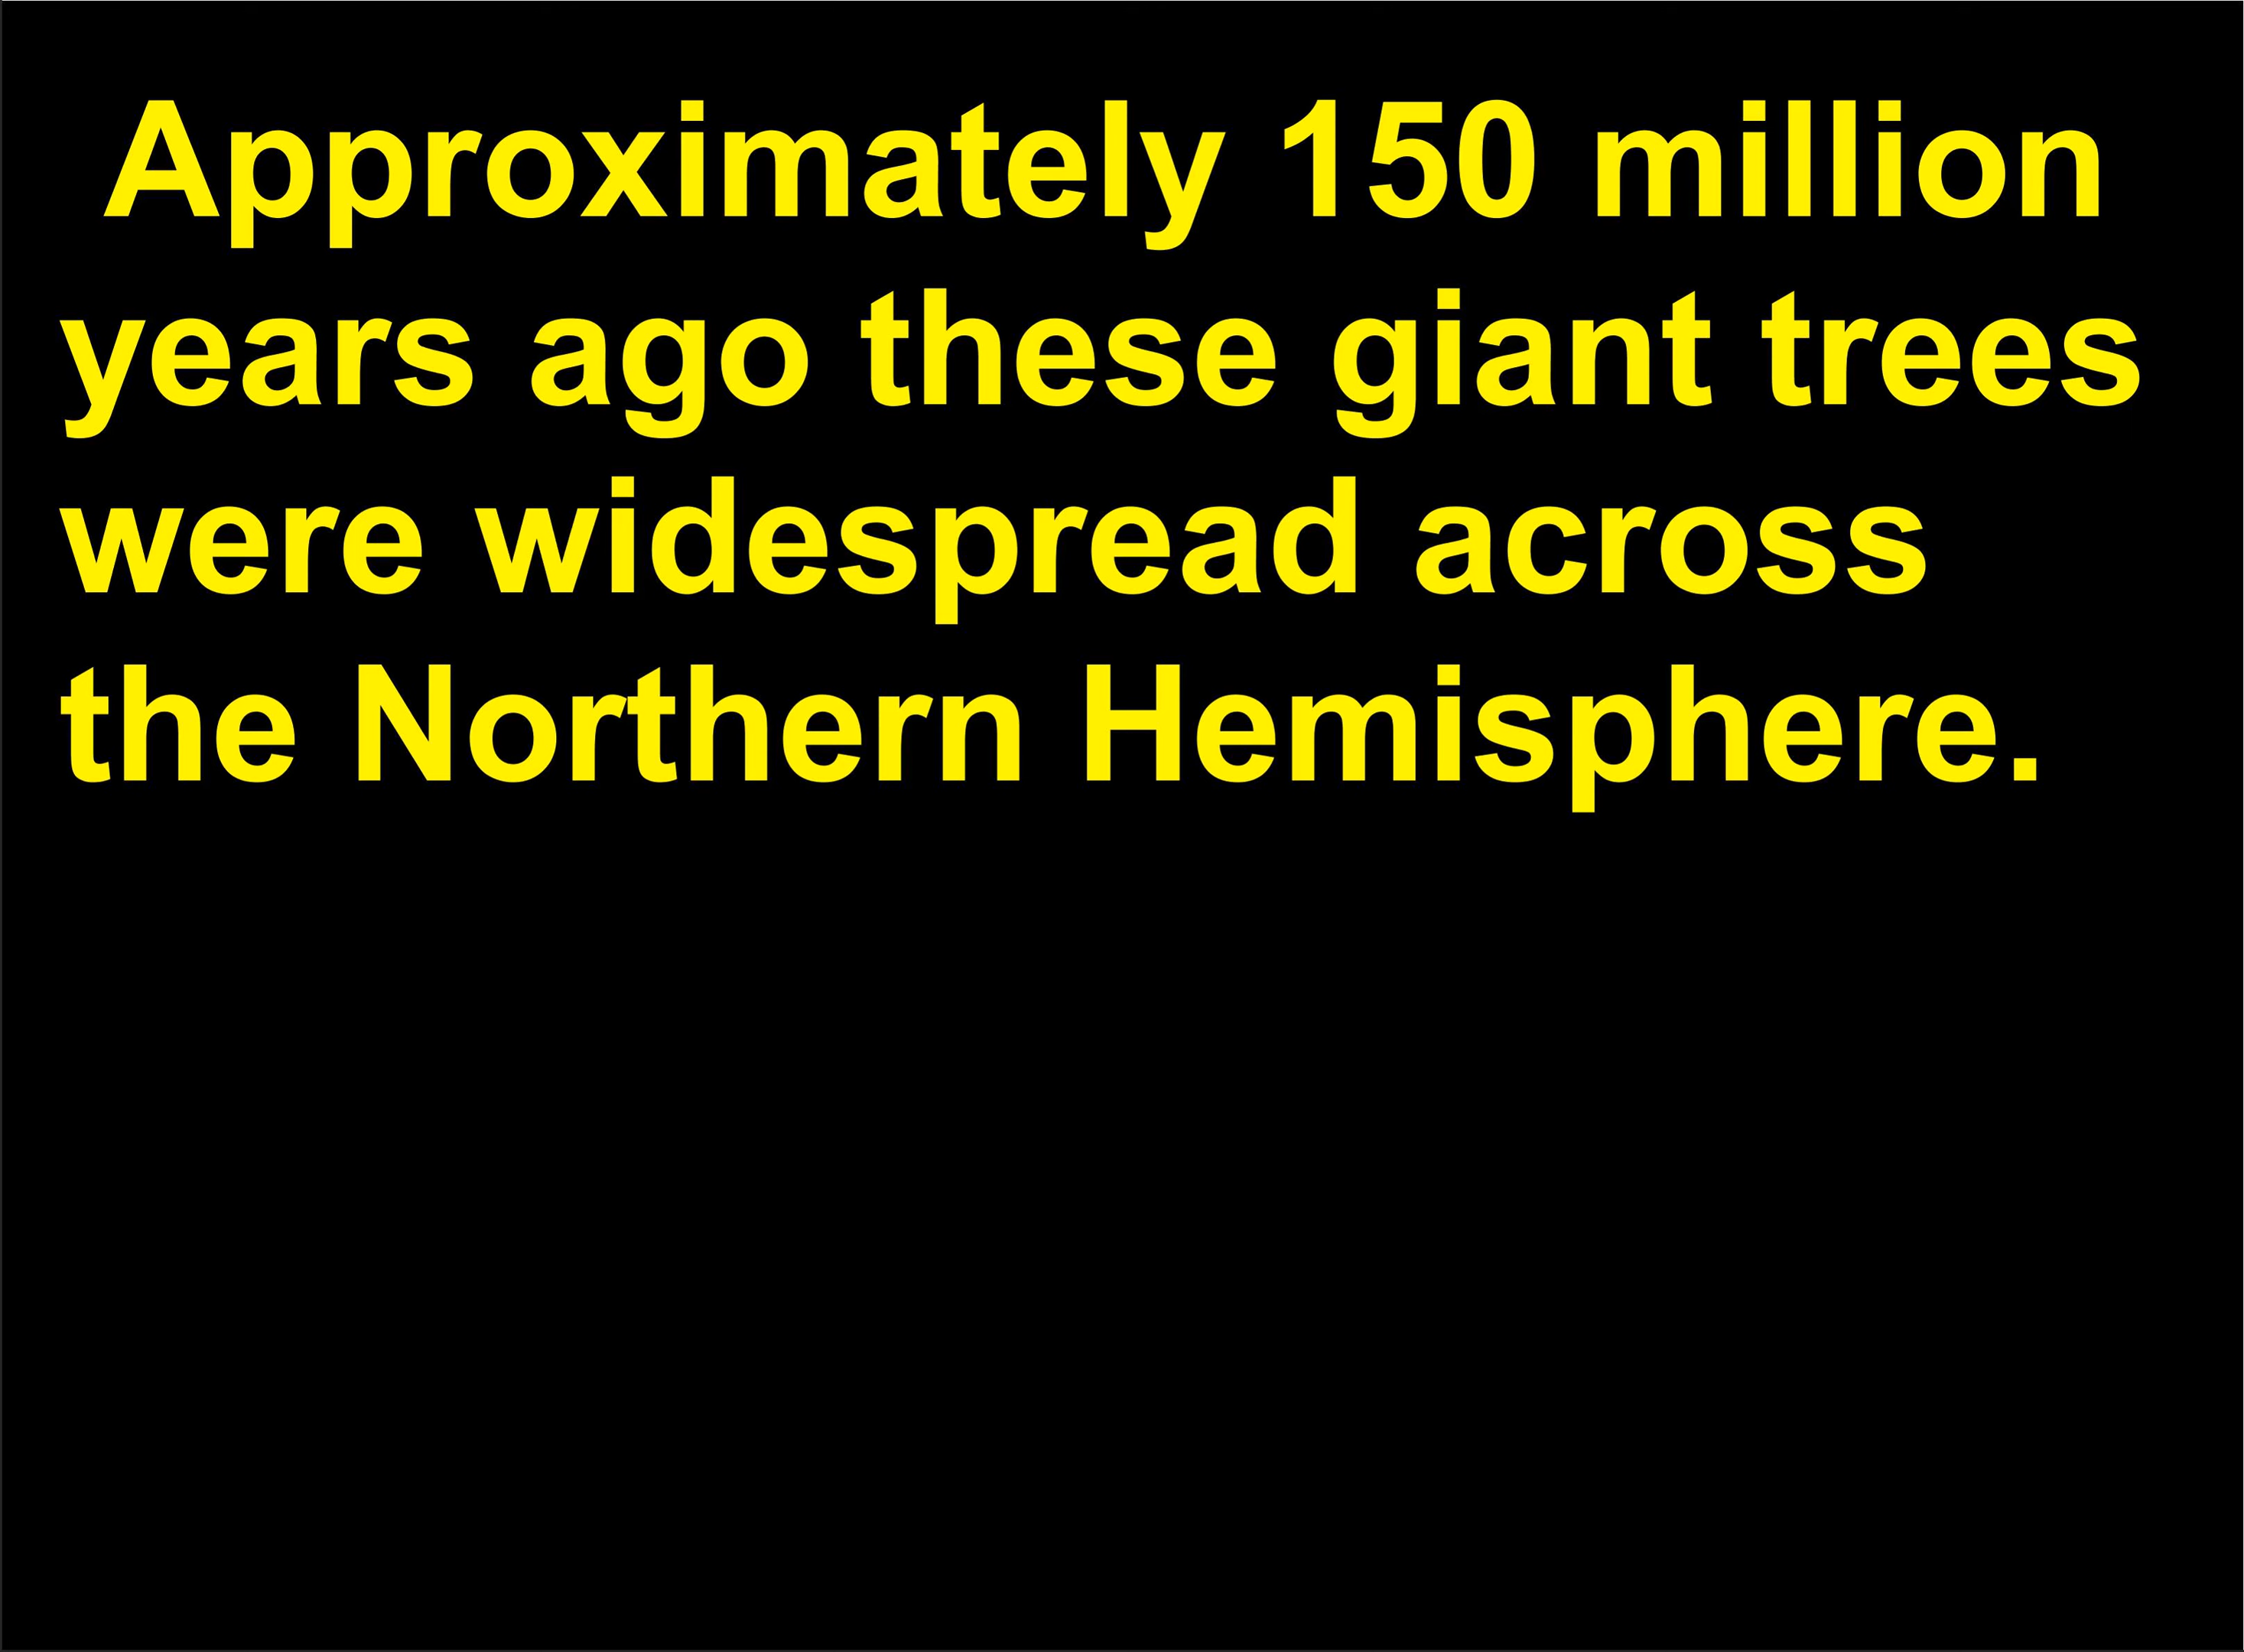 Approximately 150 million
years ago these giant trees
were widespread across
the Northern Hemisphere.